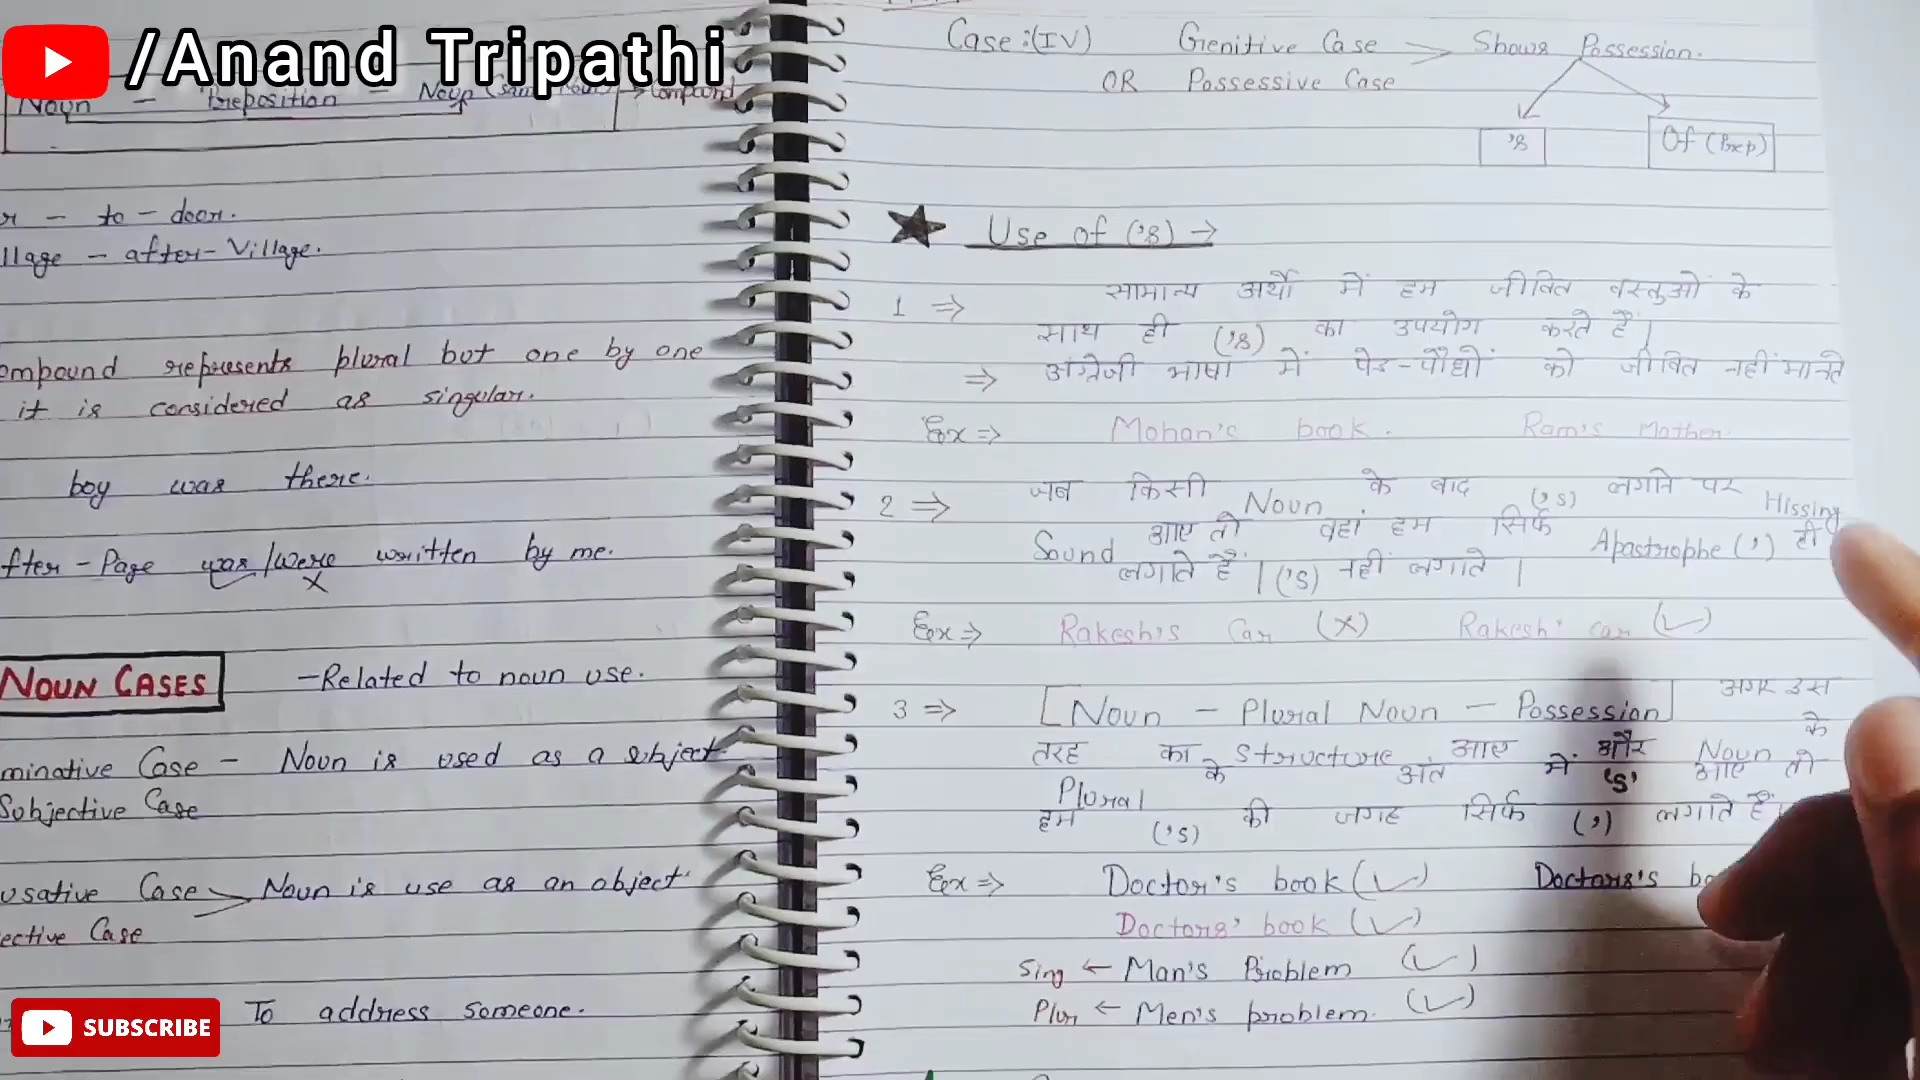 /Anand Tripathi
Noun - Preposition - Noun (Same Noun) → Compound
r - to - door.
llage - after - Village.
ompound represents plural but one by one
it is considered as singular.
boy was there.
fter - Page was/were written by me.
x
NOUN CASES - Related to noun use.
minative Case - Noun is used as a subject
Subjective Case
usative Case → Noun is use as an object
ective Case
To address someone.
SUBSCRIBE
Case:(IV) Genitive Case → Shows Possession.
OR Possessive Case
's Of (Prep)
★ Use of ('s) →
1 ⇒ सामान्य अर्थों में हम जीवित वस्तुओं के
साथ ही ('s) का उपयोग करते हैं।
⇒ अंग्रेजी भाषा में पेड़-पौधों को जीवित नहीं मानते
Ex ⇒ Mohan's book. Ram's Mother.
2 ⇒ जब किसी Noun के बाद ('s) लगाने पर Hissing
Sound आए तो वहां हम सिर्फ Apastrophe (') ही
लगाते हैं। ('s) नहीं लगाते।
Ex ⇒ Rakesh's Car (x) Rakesh' car (✓)
3 ⇒ [Noun - Plural Noun - Possession] अगर इस
तरह का structure आए और Noun के
Plural के अंत में 's' आए तो
हम ('s) की जगह सिर्फ (') लगाते हैं।
Ex ⇒ Doctor's book (✓) Doctors's bo
Doctors' book (✓)
Sing ← Man's Problem (✓)
Plur ← Men's problem. (✓)